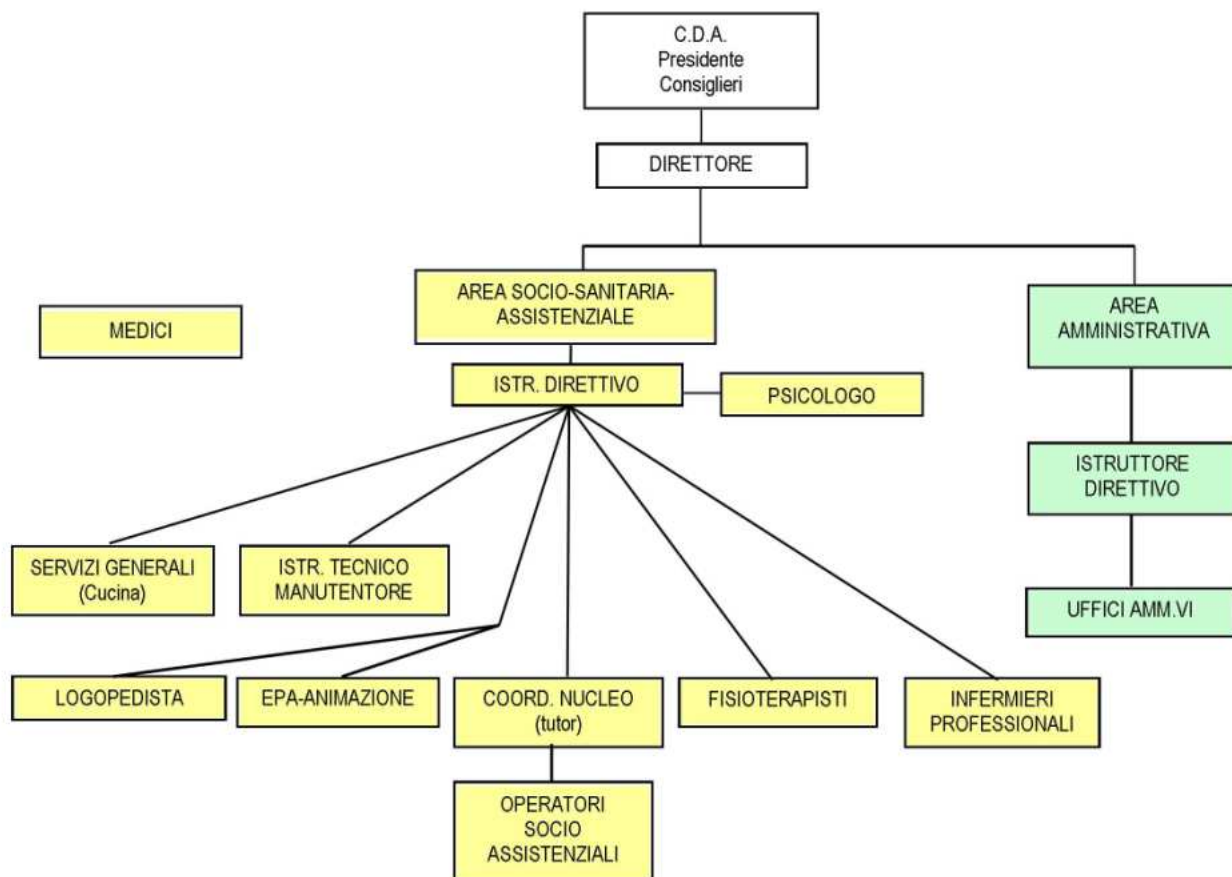 C.D.A.
Presidente
Consiglieri
DIRETTORE
AREA SOCIO-SANITARIA-
ASSISTENZIALE
AREA
AMMINISTRATIVA
MEDICI
ISTR. DIRETTIVO
PSICOLOGO
ISTRUTTORE
DIRETTIVO
SERVIZI GENERALI
(Cucina)
ISTR. TECNICO
MANUTENTORE
UFFICI AMM.VI
LOGOPEDISTA
EPA-ANIMAZIONE
COORD. NUCLEO
(tutor)
FISIOTERAPISTI
INFERMIERI
PROFESSIONALI
OPERATORI
SOCIO
ASSISTENZIALI